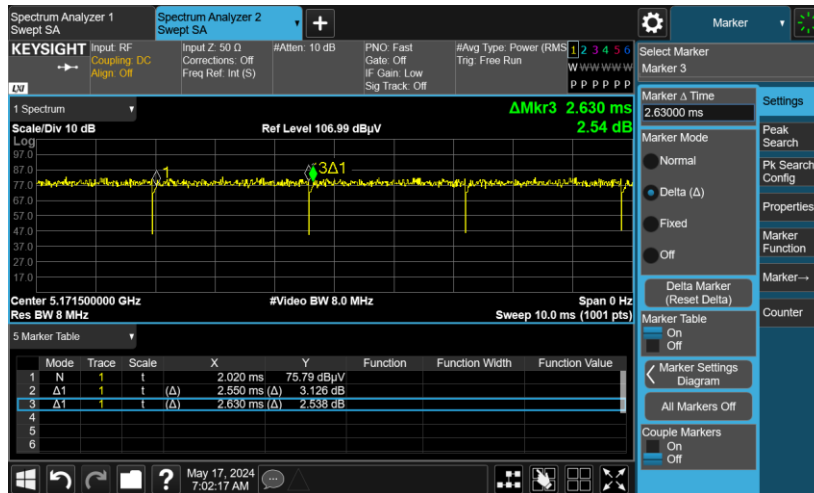 Spectrum Analyzer 1
Swept SA
Spectrum Analyzer 2
Swept SA
+
Marker
KEYSIGHT
Input: RF
Coupling: DC
Align: Off
Input Z: 50 Ω
Corrections: Off
Freq Ref: Int (S)
#Atten: 10 dB
PNO: Fast
Gate: Off
IF Gain: Low
Sig Track: Off
#Avg Type: Power (RMS
Trig: Free Run
1 2 3 4 5 6
W W W W W W
P P P P P P
LXI
Select Marker
Marker 3
Marker Δ Time
2.63000 ms
Marker Mode
Normal
Delta (Δ)
Fixed
Off
Delta Marker
(Reset Delta)
Marker Table
On
Off
Marker Settings
Diagram
All Markers Off
Couple Markers
On
Off
Settings
Peak
Search
Pk Search
Config
Properties
Marker
Function
Marker→
Counter
1 Spectrum
ΔMkr3 2.630 ms
2.54 dB
Scale/Div 10 dB
Ref Level 106.99 dBµV
Log
97.0
87.0
77.0
67.0
57.0
47.0
37.0
27.0
17.0
1
3Δ1
Center 5.171500000 GHz
#Video BW 8.0 MHz
Span 0 Hz
Res BW 8 MHz
Sweep 10.0 ms (1001 pts)
5 Marker Table
Mode Trace Scale X Y Function Function Width Function Value
1 N 1 t 2.020 ms 75.79 dBµV
2 Δ1 1 t (Δ) 2.550 ms (Δ) 3.126 dB
3 Δ1 1 t (Δ) 2.630 ms (Δ) 2.538 dB
4
5
6
?
May 17, 2024
7:02:17 AM